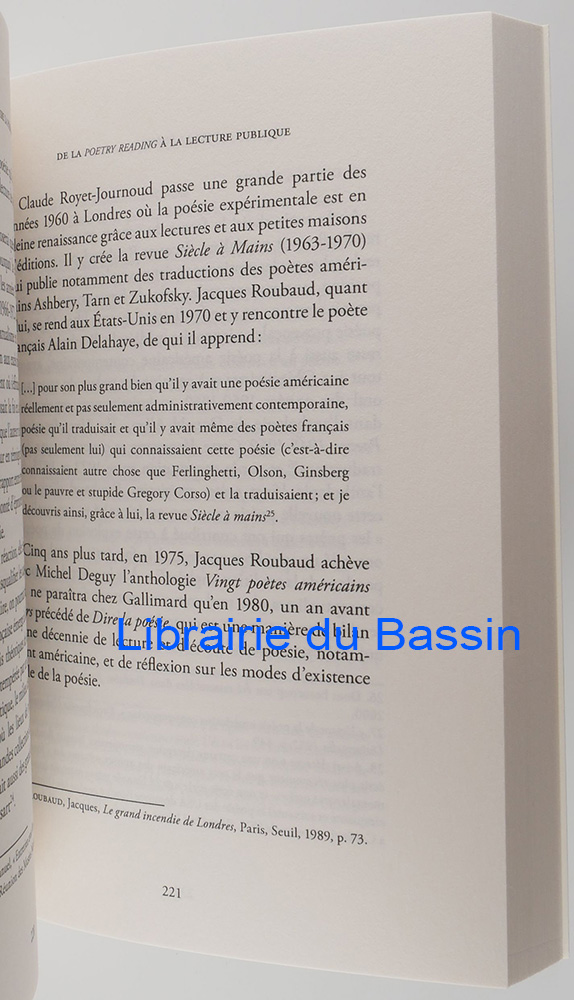 DE LA POETRY READING À LA LECTURE PUBLIQUE
Claude Royet-Journoud passe une grande partie des
nnées 1960 à Londres où la poésie expérimentale est en
leine renaissance grâce aux lectures et aux petites maisons
'éditions. Il y crée la revue Siècle à Mains (1963-1970)
ui publie notamment des traductions des poètes améri-
ins Ashbery, Tarn et Zukofsky. Jacques Roubaud, quant
lui, se rend aux États-Unis en 1970 et y rencontre le poète
ançais Alain Delahaye, de qui il apprend :
[...] pour son plus grand bien qu'il y avait une poésie américaine
réellement et pas seulement administrativement contemporaine,
poésie qu'il traduisait et qu'il y avait même des poètes français
(pas seulement lui) qui connaissaient cette poésie (c'est-à-dire
connaissaient autre chose que Ferlinghetti, Olson, Ginsberg
ou le pauvre et stupide Gregory Corso) et la traduisaient ; et je
découvris ainsi, grâce à lui, la revue Siècle à mains25.
Cinq ans plus tard, en 1975, Jacques Roubaud achève
c Michel Deguy l'anthologie Vingt poètes américains
ne paraîtra chez Gallimard qu'en 1980, un an avant
rs précédé de Dire la poésie, qui est une manière de bilan
ne décennie de lecture et d'écoute de poésie, notam-
nt américaine, et de réflexion sur les modes d'existence
le de la poésie.
Librairie du Bassin
OUBAUD, Jacques, Le grand incendie de Londres, Paris, Seuil, 1989, p. 73.
221